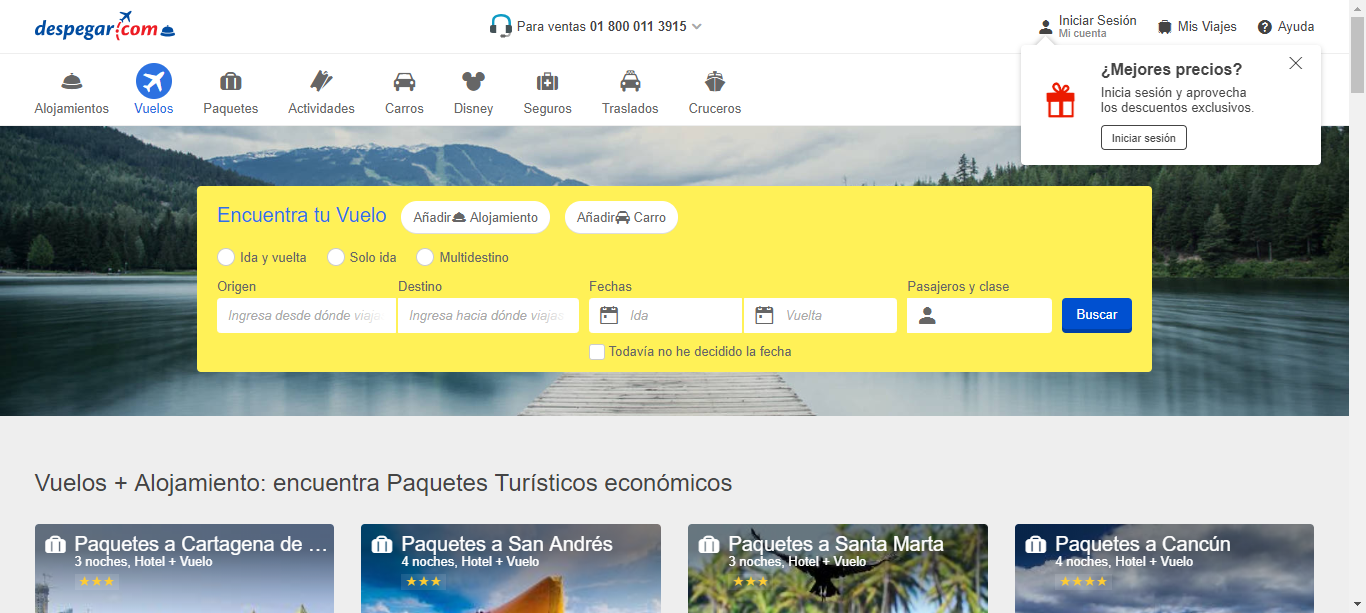 despegar.com
Para ventas 01 800 011 3915
Iniciar Sesión
Mi cuenta
Mis Viajes
Ayuda
Alojamientos
Vuelos
Paquetes
Actividades
Carros
Disney
Seguros
Traslados
Cruceros
¿Mejores precios?
Inicia sesión y aprovecha
los descuentos exclusivos.
Iniciar sesión
Encuentra tu Vuelo
Añadir Alojamiento
Añadir Carro
Ida y vuelta
Solo ida
Multidestino
Origen
Destino
Fechas
Pasajeros y clase
Ingresa desde dónde viaja
Ingresa hacia dónde viajas
Ida
Vuelta
Buscar
Todavía no he decidido la fecha
Vuelos + Alojamiento: encuentra Paquetes Turísticos económicos
Paquetes a Cartagena de ...
3 noches, Hotel + Vuelo
Paquetes a San Andrés
4 noches, Hotel + Vuelo
Paquetes a Santa Marta
3 noches, Hotel + Vuelo
Paquetes a Cancún
4 noches, Hotel + Vuelo